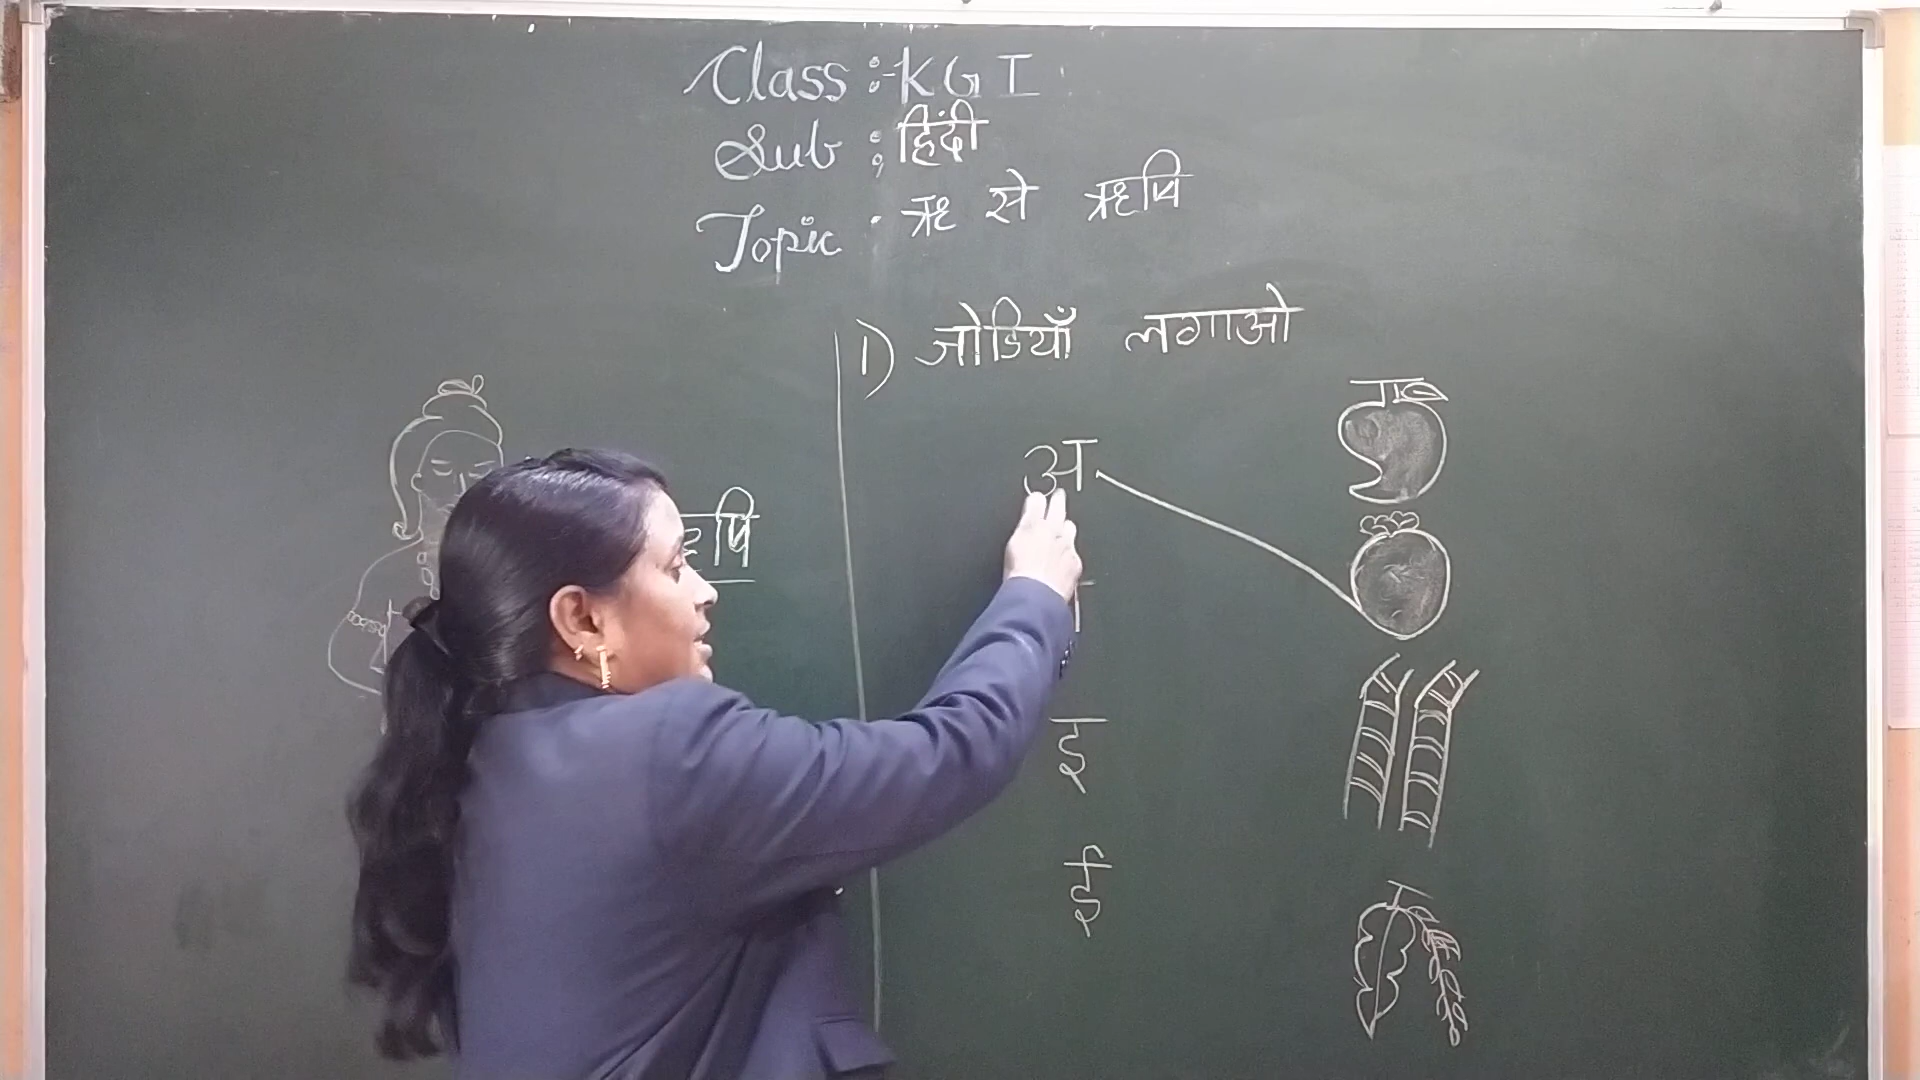 Class :- KG I
Sub : हिंदी
Topic : ऋ से ऋषि
1) जोडियाँ लगाओ
अ
इ
ई